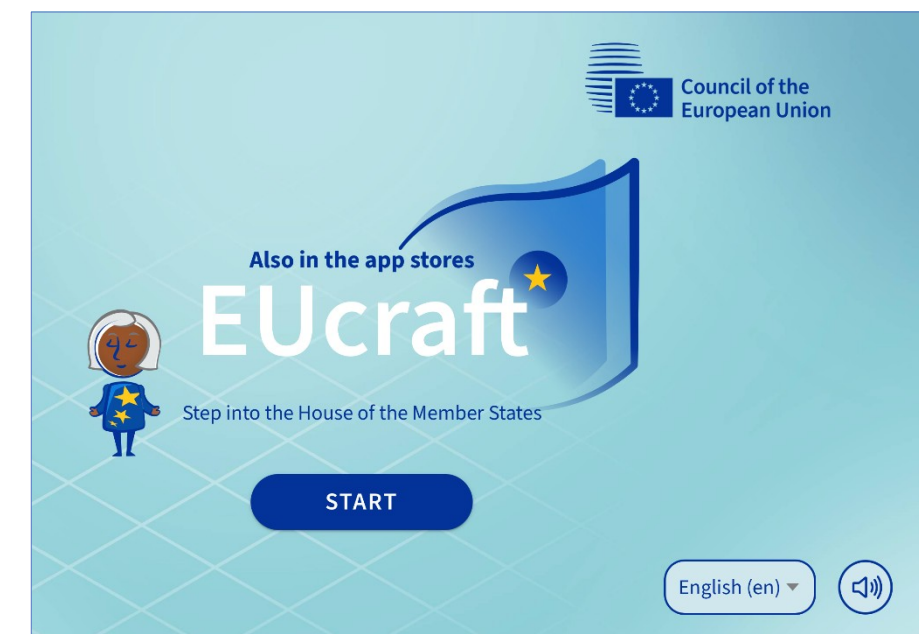 Council of the
European Union
Also in the app stores
EUcraft
Step into the House of the Member States
START
English (en)